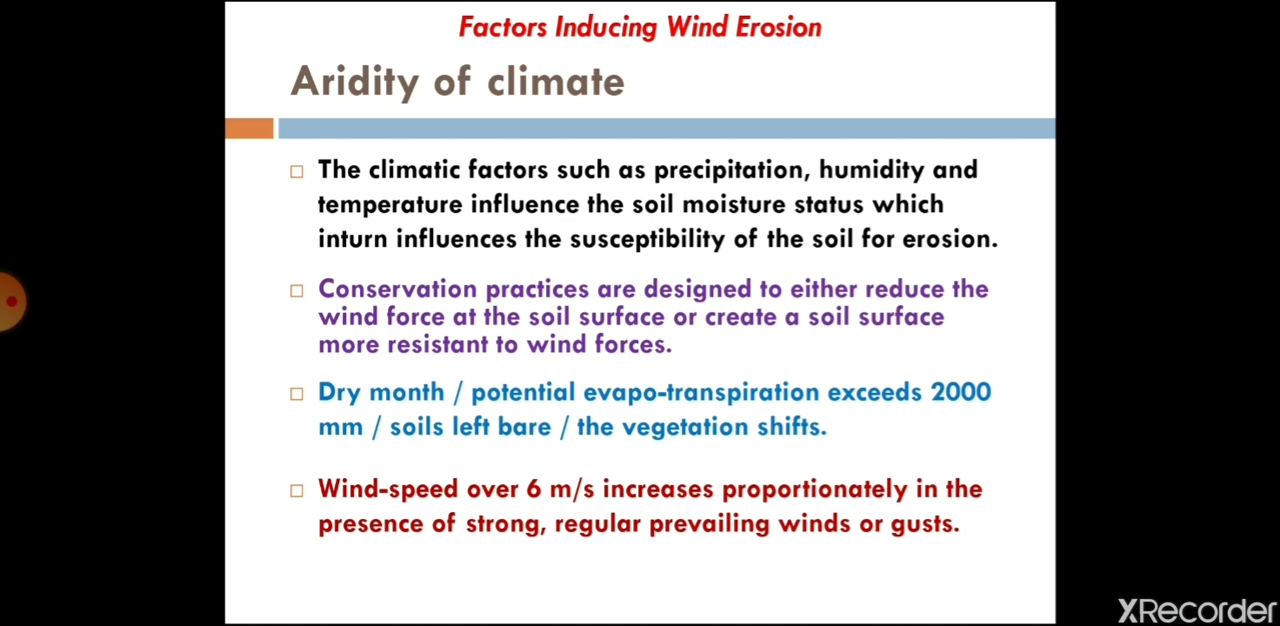 Factors Inducing Wind Erosion
Aridity of climate
The climatic factors such as precipitation, humidity and
temperature influence the soil moisture status which
inturn influences the susceptibility of the soil for erosion.
Conservation practices are designed to either reduce the
wind force at the soil surface or create a soil surface
more resistant to wind forces.
Dry month / potential evapo-transpiration exceeds 2000
mm / soils left bare / the vegetation shifts.
Wind-speed over 6 m/s increases proportionately in the
presence of strong, regular prevailing winds or gusts.
XRecorder